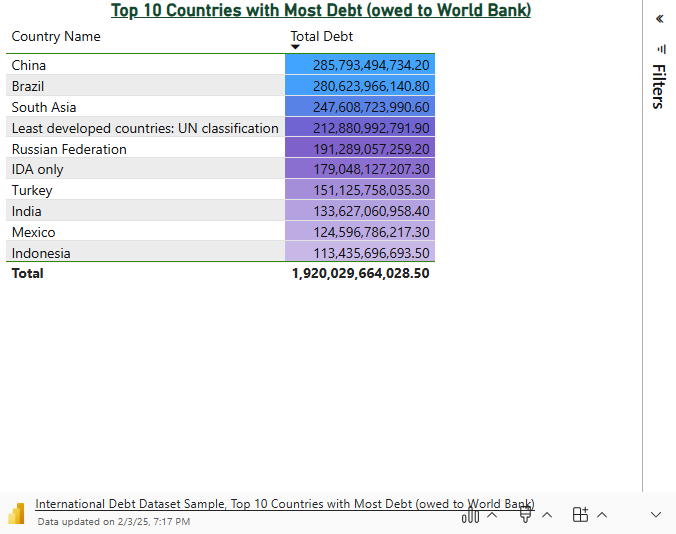 Top 10 Countries with Most Debt (owed to World Bank)
Country Name Total Debt
China 285,793,494,734.20
Brazil 280,623,966,140.80
South Asia 247,608,723,990.60
Least developed countries: UN classification 212,880,992,791.90
Russian Federation 191,289,057,259.20
IDA only 179,048,127,207.30
Turkey 151,125,758,035.30
India 133,627,060,958.40
Mexico 124,596,786,217.30
Indonesia 113,435,696,693.50
Total 1,920,029,664,028.50
Filters
International Debt Dataset Sample, Top 10 Countries with Most Debt (owed to World Bank)
Data updated on 2/3/25, 7:17 PM